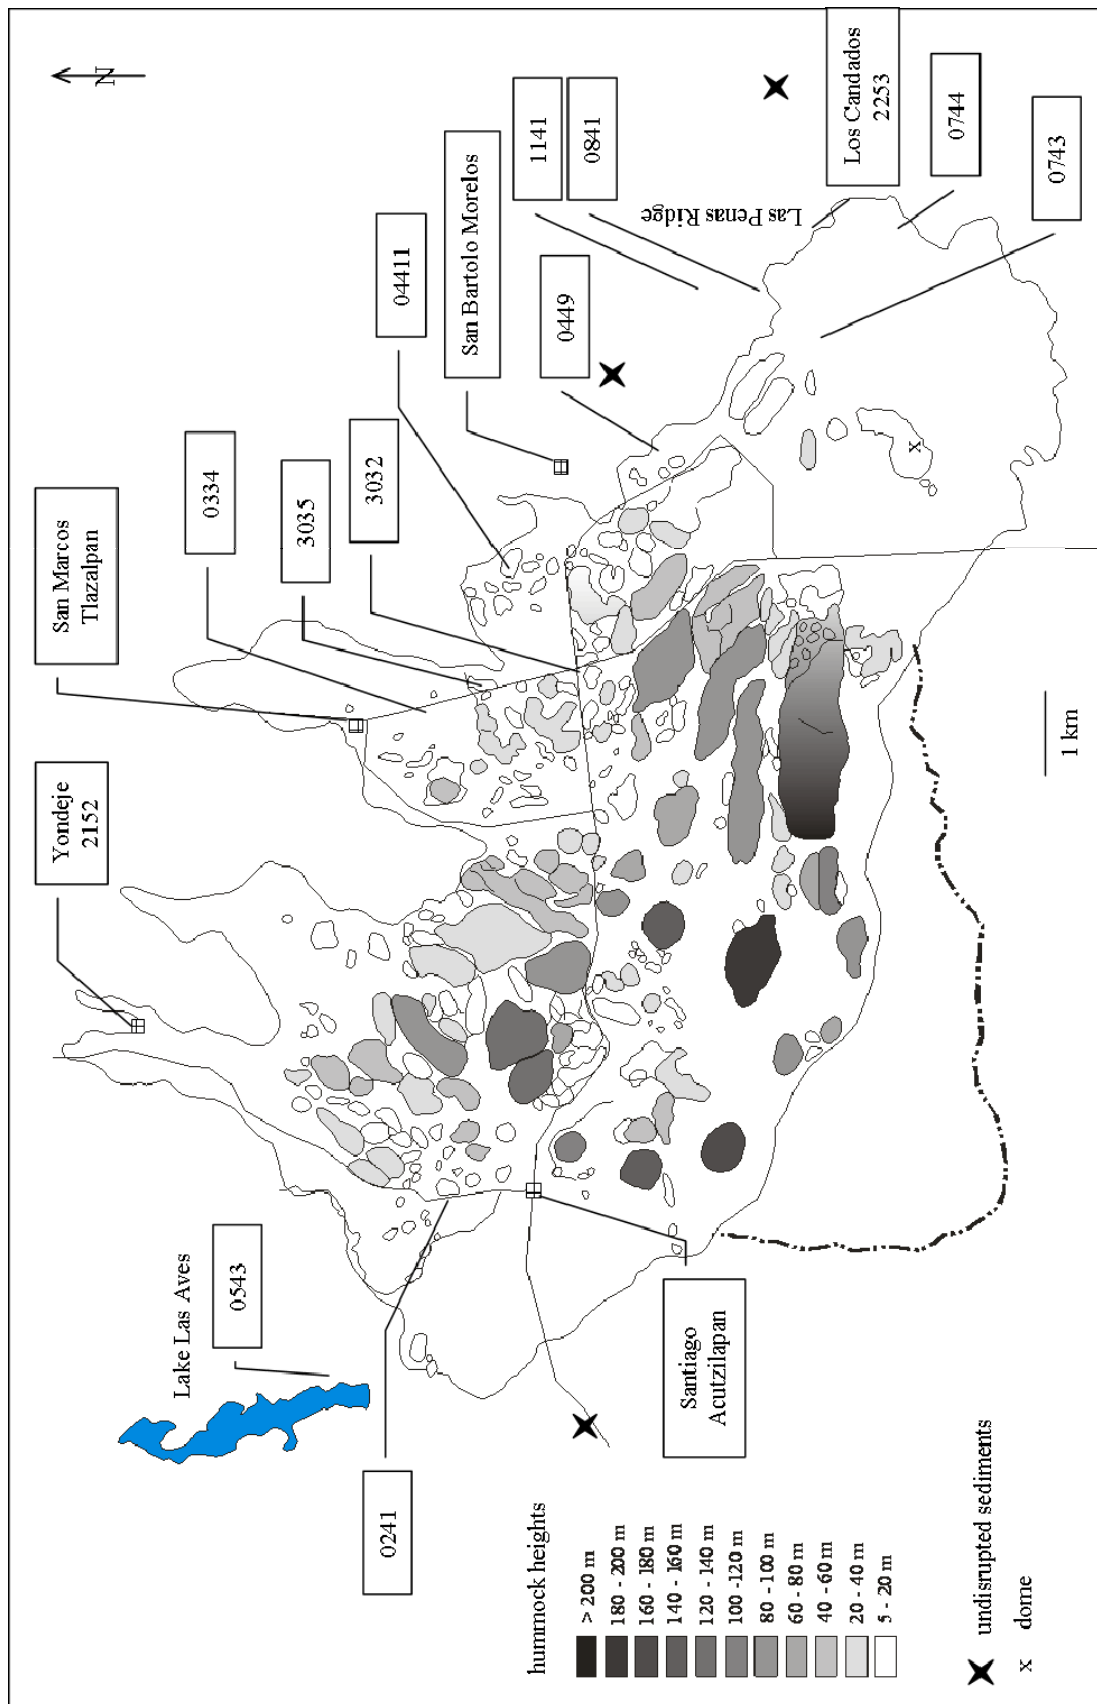 N
Yondeje
2152
San Marcos
Tlazalpan
0334
3035
3032
04411
San Bartolo Morelos
0449
1141
0841
Las Penas Ridge
Los Candados
2253
0744
0743
Lake Las Aves
0543
0241
Santiago
Acutzilapan
x
1 km
hummock heights
> 200 m
180 - 200 m
160 - 180 m
140 - 160 m
120 - 140 m
100 -120 m
80 - 100 m
60 - 80 m
40 - 60 m
20 - 40 m
5 - 20 m
undisrupted sediments
x dome